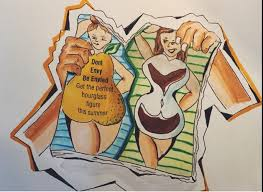 Dont
Envy
Be Envied
Get the perfect
hourglass
figure
this summer